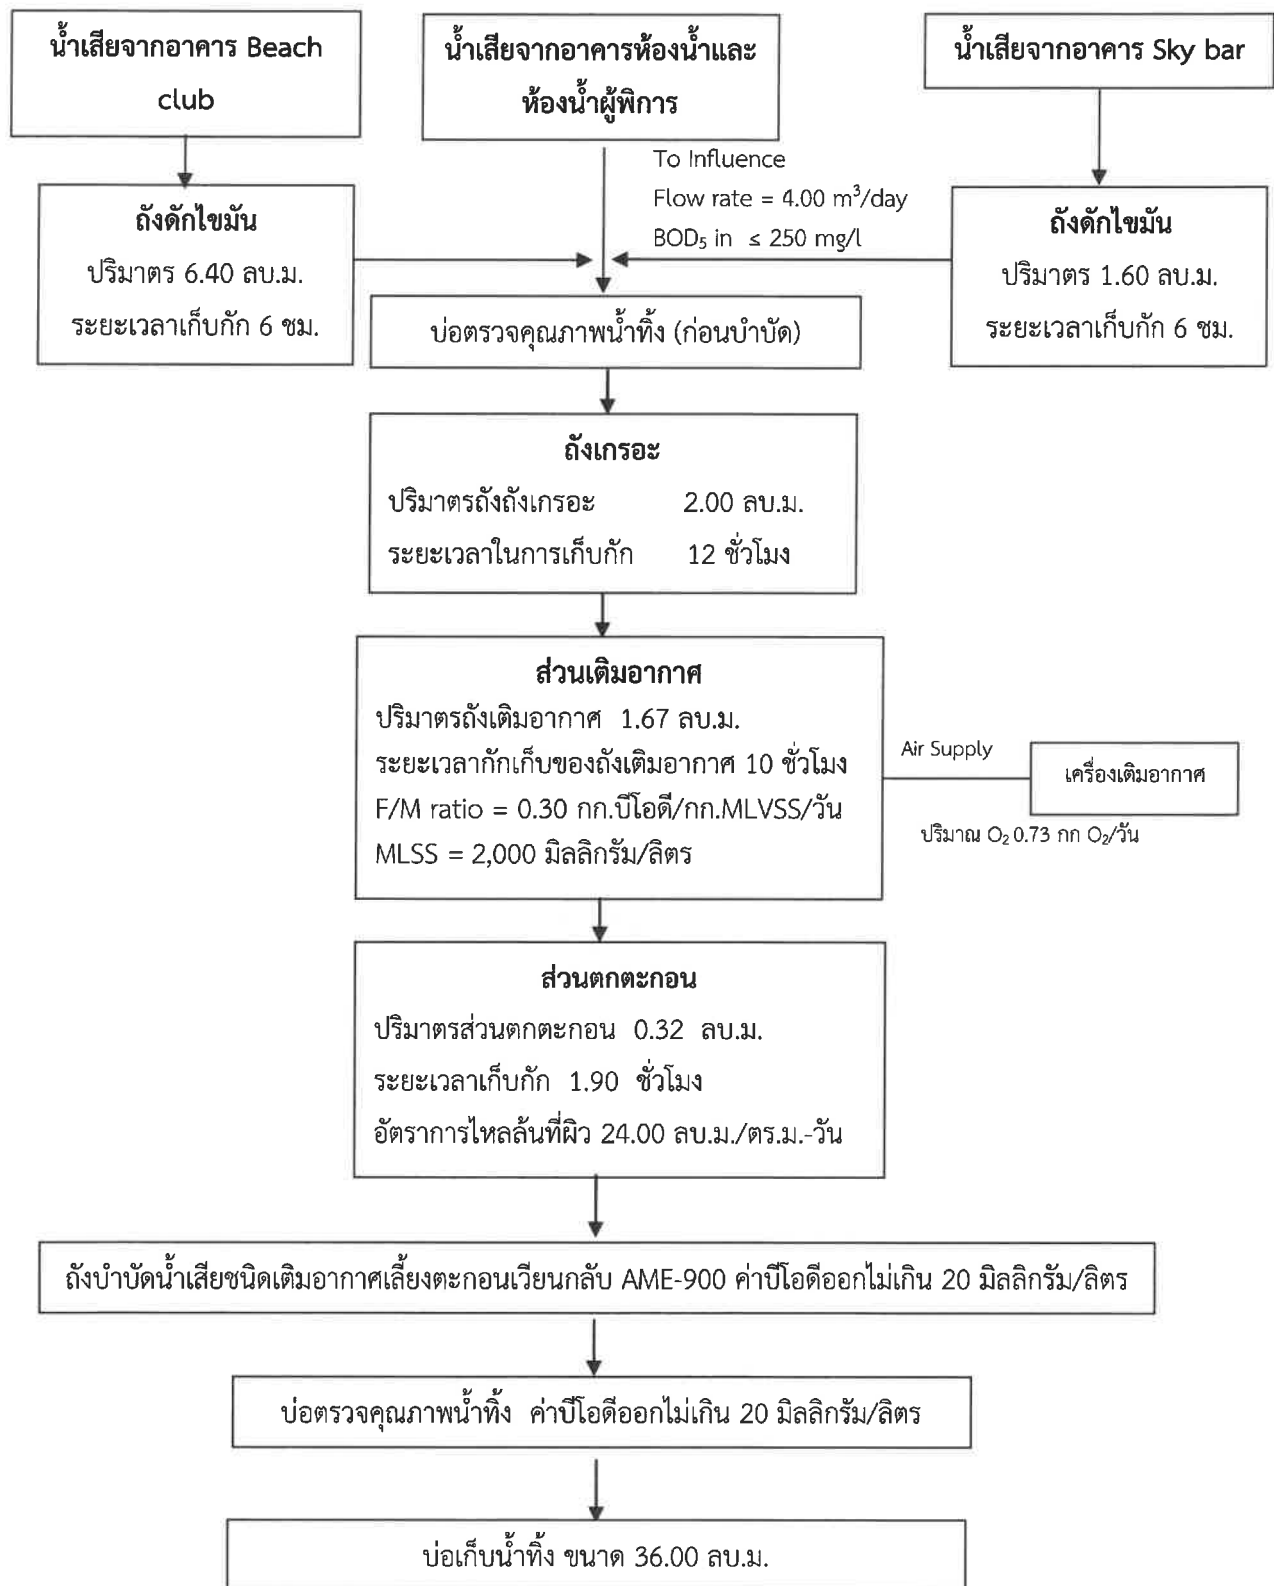 น้ำเสียจากอาคาร Beach
club
น้ำเสียจากอาคารห้องน้ำและ
ห้องน้ำผู้พิการ
น้ำเสียจากอาคาร Sky bar
To Influence
Flow rate = 4.00 m³/day
BOD₅ in ≤ 250 mg/l
ถังดักไขมัน
ปริมาตร 6.40 ลบ.ม.
ระยะเวลาเก็บกัก 6 ชม.
ถังดักไขมัน
ปริมาตร 1.60 ลบ.ม.
ระยะเวลาเก็บกัก 6 ชม.
บ่อตรวจคุณภาพน้ำทิ้ง (ก่อนบำบัด)
ถังเกรอะ
ปริมาตรถังถังเกรอะ 2.00 ลบ.ม.
ระยะเวลาในการเก็บกัก 12 ชั่วโมง
ส่วนเติมอากาศ
ปริมาตรถังเติมอากาศ 1.67 ลบ.ม.
ระยะเวลากักเก็บของถังเติมอากาศ 10 ชั่วโมง
F/M ratio = 0.30 กก.บีโอดี/กก.MLVSS/วัน
MLSS = 2,000 มิลลิกรัม/ลิตร
Air Supply
เครื่องเติมอากาศ
ปริมาณ O₂ 0.73 กก O₂/วัน
ส่วนตกตะกอน
ปริมาตรส่วนตกตะกอน 0.32 ลบ.ม.
ระยะเวลาเก็บกัก 1.90 ชั่วโมง
อัตราการไหลล้นที่ผิว 24.00 ลบ.ม./ตร.ม.-วัน
ถังบำบัดน้ำเสียชนิดเติมอากาศเลี้ยงตะกอนเวียนกลับ AME-900 ค่าบีโอดีออกไม่เกิน 20 มิลลิกรัม/ลิตร
บ่อตรวจคุณภาพน้ำทิ้ง ค่าบีโอดีออกไม่เกิน 20 มิลลิกรัม/ลิตร
บ่อเก็บน้ำทิ้ง ขนาด 36.00 ลบ.ม.